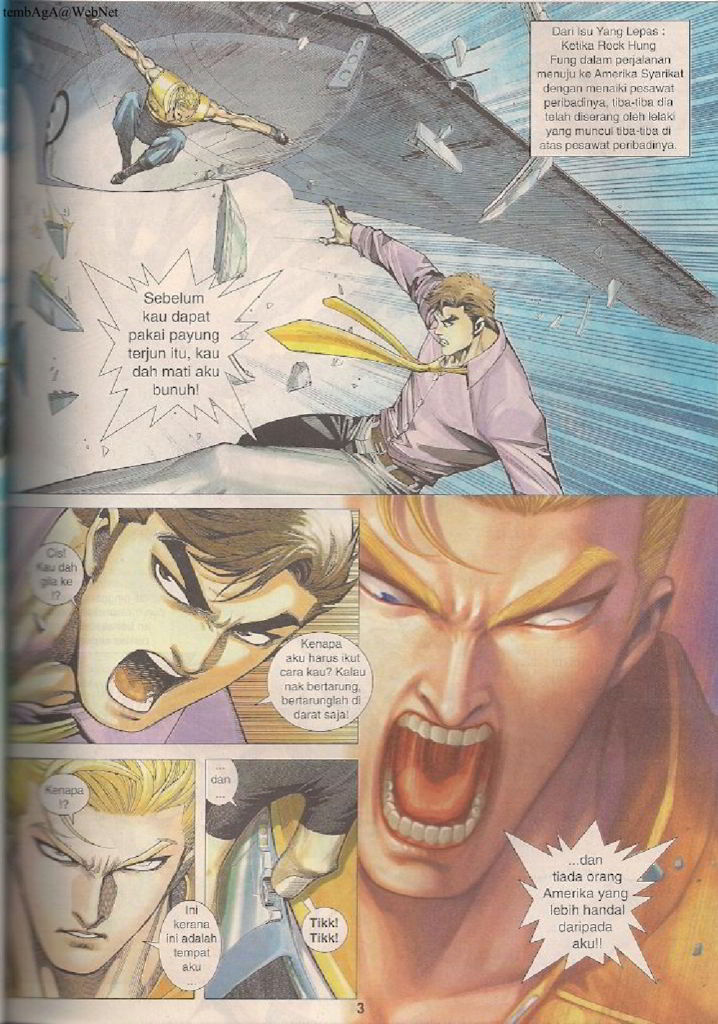 tembAgA@WebNet
Dari Isu Yang Lepas :
Ketika Rock Hung
Fung dalam perjalanan
menuju ke Amerika Syarikat
dengan menaiki pesawat
peribadinya, tiba-tiba dia
telah diserang oleh lelaki
yang muncul tiba-tiba di
atas pesawat peribadinya.
Sebelum
kau dapat
pakai payung
terjun itu, kau
dah mati aku
bunuh!
Cis!
Kau dah
gila ke
!?
Kenapa
aku harus ikut
cara kau? Kalau
nak bertarung,
bertarunglah di
darat saja!
Kenapa
!?
Ini
kerana
ini adalah
tempat
aku
...
...
dan
...
Tikk!
Tikk!
...dan
tiada orang
Amerika yang
lebih handal
daripada
aku!!
3